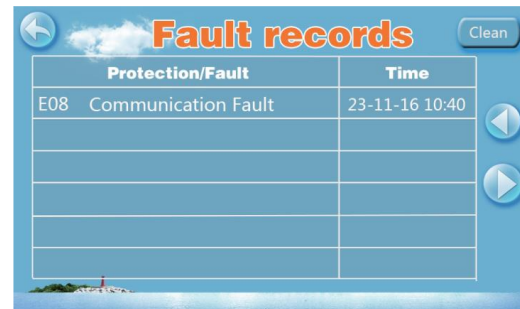 Fault records
Clean
Protection/Fault Time
E08 Communication Fault 23-11-16 10:40